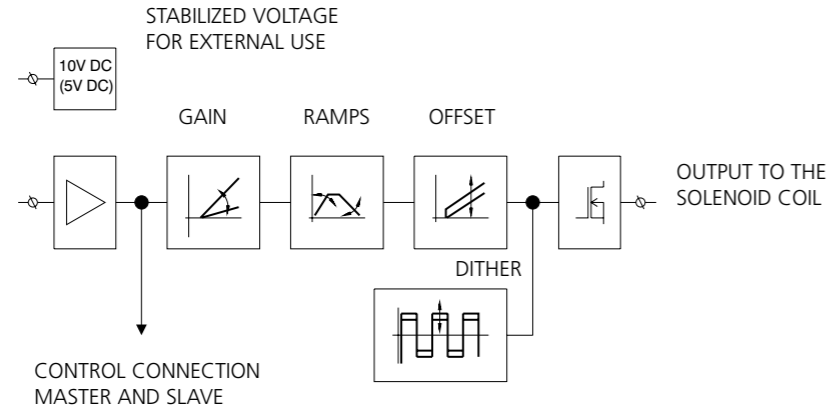 STABILIZED VOLTAGE
FOR EXTERNAL USE
10V DC
(5V DC)
GAIN
RAMPS
OFFSET
OUTPUT TO THE
SOLENOID COIL
DITHER
CONTROL CONNECTION
MASTER AND SLAVE